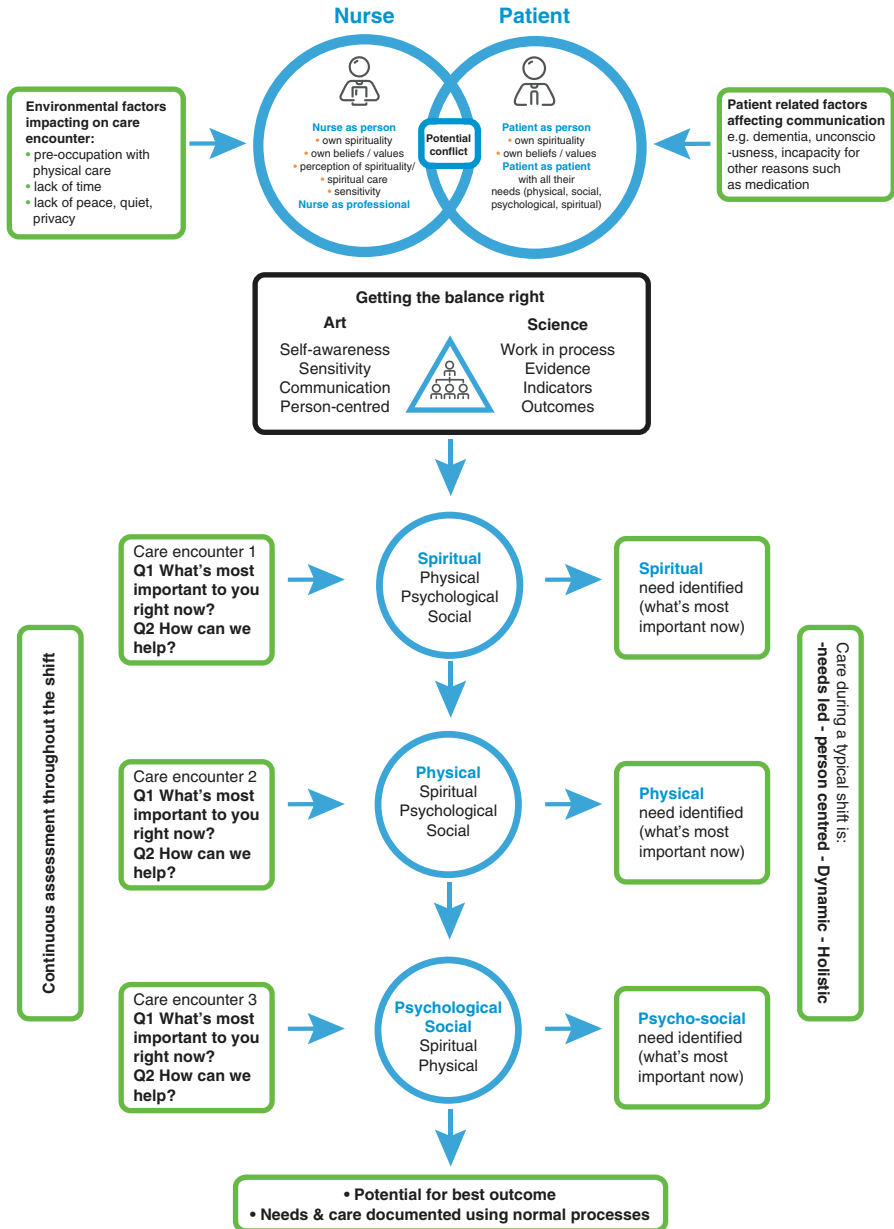 Nurse
Patient
Environmental factors
impacting on care
encounter:
• pre-occupation with
physical care
• lack of time
• lack of peace, quiet,
privacy
Nurse as person
• own spirituality
• own beliefs / values
• perception of spirituality/
• spiritual care
• sensitivity
Nurse as professional
Potential
conflict
Patient as person
• own spirituality
• own beliefs / values
Patient as patient
with all their
needs (physical, social,
psychological, spiritual)
Patient related factors
affecting communication
e.g. dementia, unconscio
-usness, incapacity for
other reasons such
as medication
Getting the balance right
Art
Self-awareness
Sensitivity
Communication
Person-centred
Science
Work in process
Evidence
Indicators
Outcomes
Continuous assessment throughout the shift
Care encounter 1
Q1 What's most
important to you
right now?
Q2 How can we
help?
Spiritual
Physical
Psychological
Social
Spiritual
need identified
(what's most
important now)
Care encounter 2
Q1 What's most
important to you
right now?
Q2 How can we
help?
Physical
Spiritual
Psychological
Social
Physical
need identified
(what's most
important now)
Care encounter 3
Q1 What's most
important to you
right now?
Q2 How can we
help?
Psychological
Social
Spiritual
Physical
Psycho-social
need identified
(what's most
important now)
Care during a typical shift is:
-needs led - person centred - Dynamic - Holistic
• Potential for best outcome
• Needs & care documented using normal processes